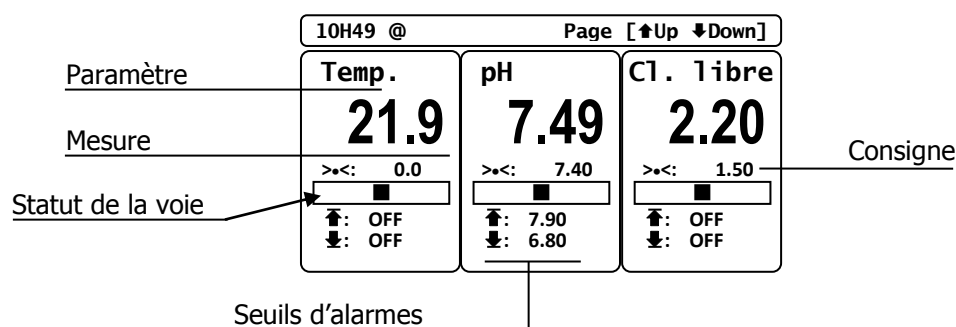 10H49 @ Page [⬆Up ⬇Down]
Paramètre
Temp. pH Cl. libre
21.9 7.49 2.20
Mesure
Consigne
>•<: 0.0 >•<: 7.40 >•<: 1.50
Statut de la voie
⬆: OFF ⬆: 7.90 ⬆: OFF
⬇: OFF ⬇: 6.80 ⬇: OFF
Seuils d'alarmes